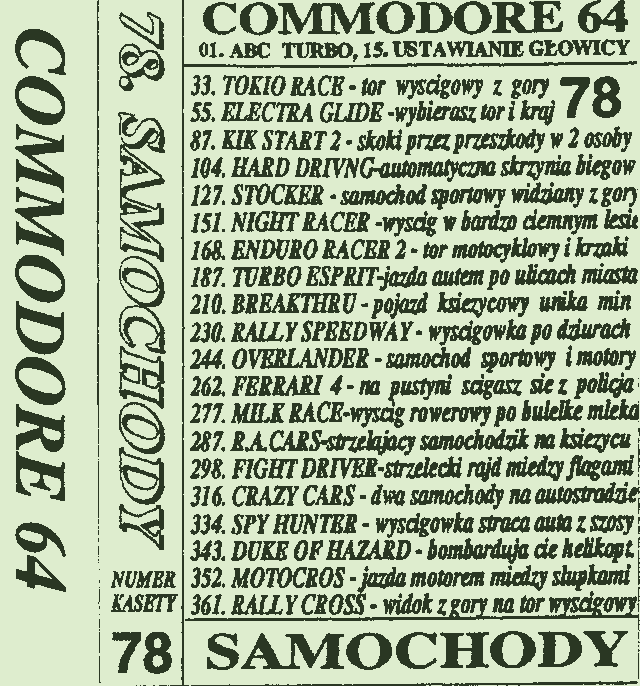 COMMODORE 64
78. SAMOCHODY
NUMER
KASETY
78
COMMODORE 64
01. ABC TURBO, 15. USTAWIANIE GŁOWICY
78
33. TOKIO RACE - tor wyscigowy z gory
55. ELECTRA GLIDE -wybierasz tor i kraj
87. KIK START 2 - skoki przez przeszkody w 2 osoby
104. HARD DRIVNG-automatyczna skrzynia biegow
127. STOCKER - samochod sportowy widziany z gory
151. NIGHT RACER -wyscig w bardzo ciemnym lesie
168. ENDURO RACER 2 - tor motocyklowy i krzaki
187. TURBO ESPRIT-jazda autem po ulicach miasta
210. BREAKTHRU - pojazd ksiezycowy unika min
230. RALLY SPEEDWAY - wyscigowka po dziurach
244. OVERLANDER - samochod sportowy i motory
262. FERRARI 4 - na pustyni scigasz sie z policja
277. MILK RACE-wyscig rowerowy po butelke mleka
287. R.A.CARS-strzelajacy samochodzik na ksiezycu
298. FIGHT DRIVER-strzelecki rajd miedzy flagami
316. CRAZY CARS - dwa samochody na autostradzie
334. SPY HUNTER - wyscigowka straca auta z szosy
343. DUKE OF HAZARD - bombarduja cie helikopt.
352. MOTOCROS - jazda motorem miedzy slupkami
361. RALLY CROSS - widok z gory na tor wyscigowy
SAMOCHODY